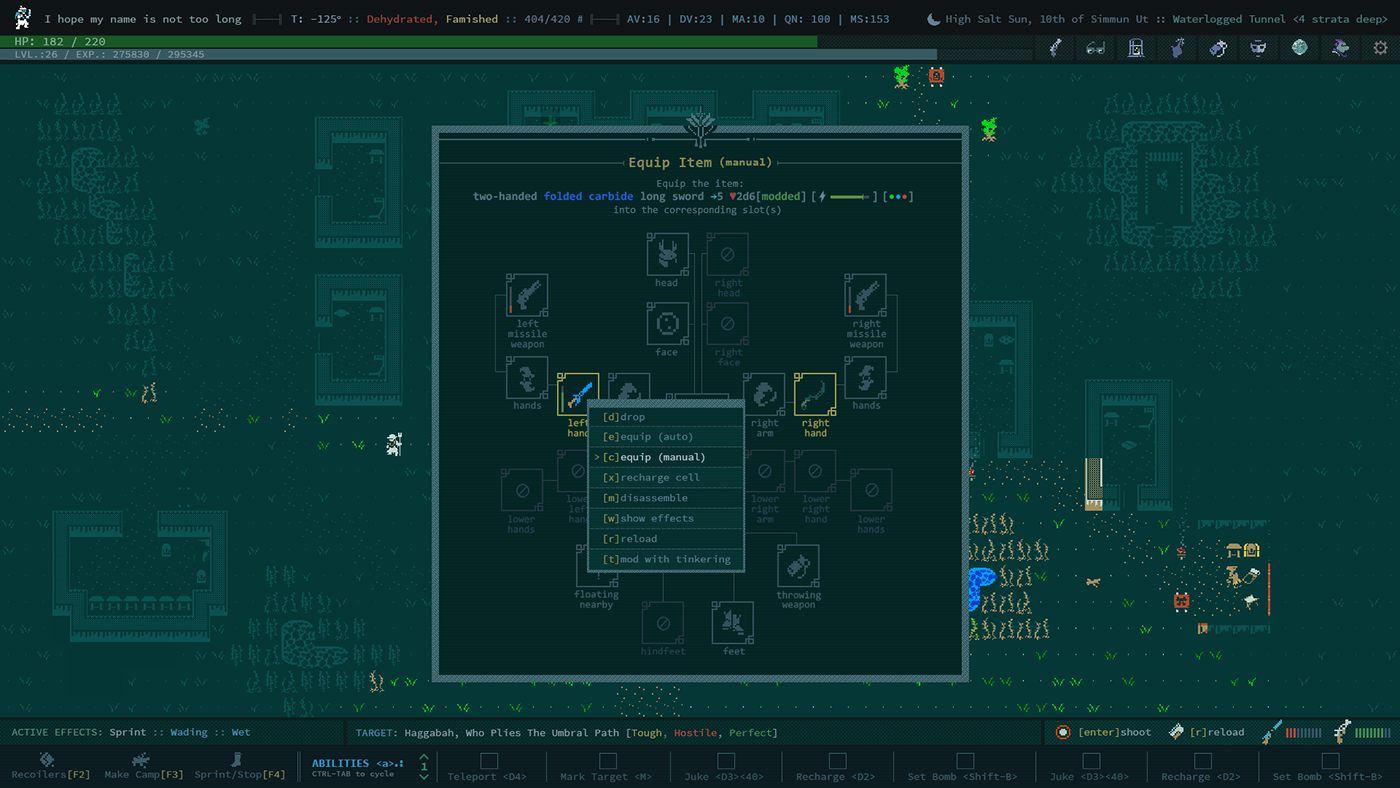 I hope my name is not too long
T: -125° :: Dehydrated, Famished :: 404/420 #
AV:16 | DV:23 | MA:10 | QN: 100 | MS:153
High Salt Sun, 10th of Simmun Ut :: Waterlogged Tunnel <4 strata deep>
HP: 182 / 220
LVL.:26 / EXP.: 275830 / 295345
Equip Item (manual)
Equip the item:
two-handed folded carbide long sword →5 ♥2d6[modded] [ ] [•••]
into the corresponding slot(s)
head
right head
left missile weapon
right missile weapon
face
right face
hands
left hand
right arm
right hand
hands
[d]drop
[e]equip (auto)
>[c]equip (manual)
[x]recharge cell
[m]disassemble
[w]show effects
[r]reload
[t]mod with tinkering
lower hands
lower right arm
lower right hand
lower hands
floating nearby
throwing weapon
hindfeet
feet
ACTIVE EFFECTS: Sprint :: Wading :: Wet
TARGET: Haggabah, Who Plies The Umbral Path [Tough, Hostile, Perfect]
[enter]shoot
[r]reload
Recoilers[F2]
Make Camp[F3]
Sprint/Stop[F4]
ABILITIES <a>.:
CTRL-TAB to cycle
1
Teleport <D4>
Mark Target <M>
Juke <D3><40>
Recharge <D2>
Set Bomb <Shift-B>
Juke <D3><40>
Recharge <D2>
Set Bomb <Shift-B>